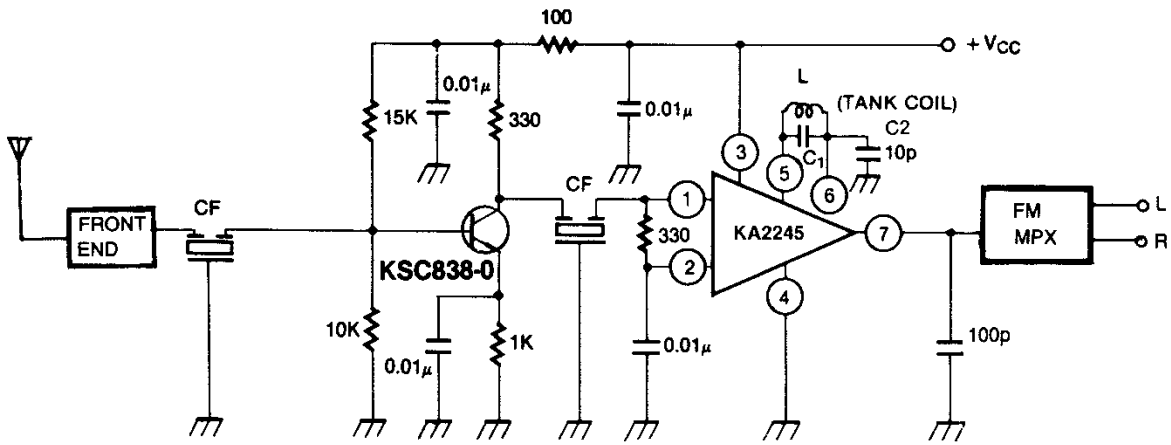 100
+ VCC
0.01μ
L
(TANK COIL)
15K
330
0.01μ
C2
10p
C1
3
5
6
CF
CF
1
FRONT
END
330
KA2245
7
FM
MPX
L
R
KSC838-0
2
4
10K
0.01μ
1K
0.01μ
100p